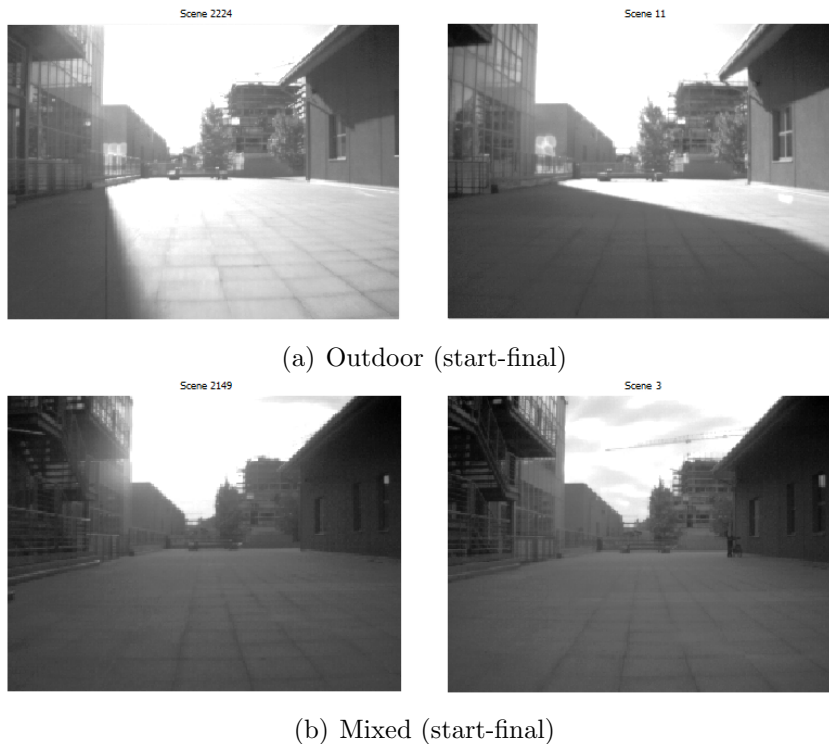 Scene 2224
Scene 11
(a) Outdoor (start-final)
Scene 2149
Scene 3
(b) Mixed (start-final)